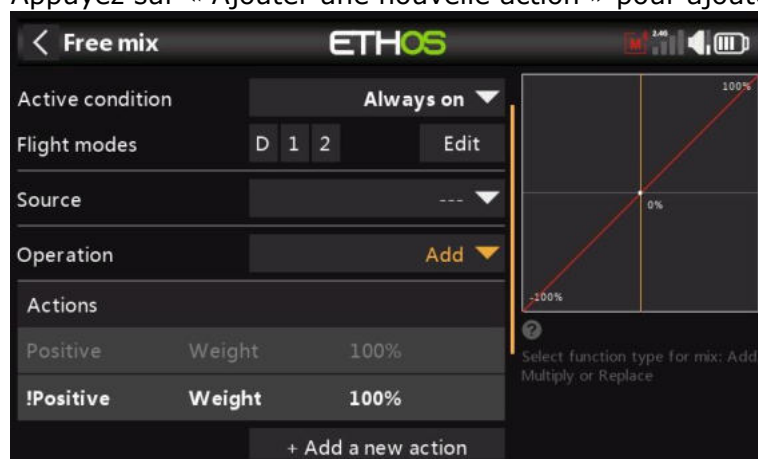 Appuyez sur « Ajouter une nouvelle action » pour ajoute
Free mix
ETHOS
M
2.4G
Active condition Always on
Flight modes D 1 2 Edit
Source ---
Operation Add
Actions
Positive Weight 100%
!Positive Weight 100%
+ Add a new action
100%
0%
-100%
?
Select function type for mix: Add
Multiply or Replace